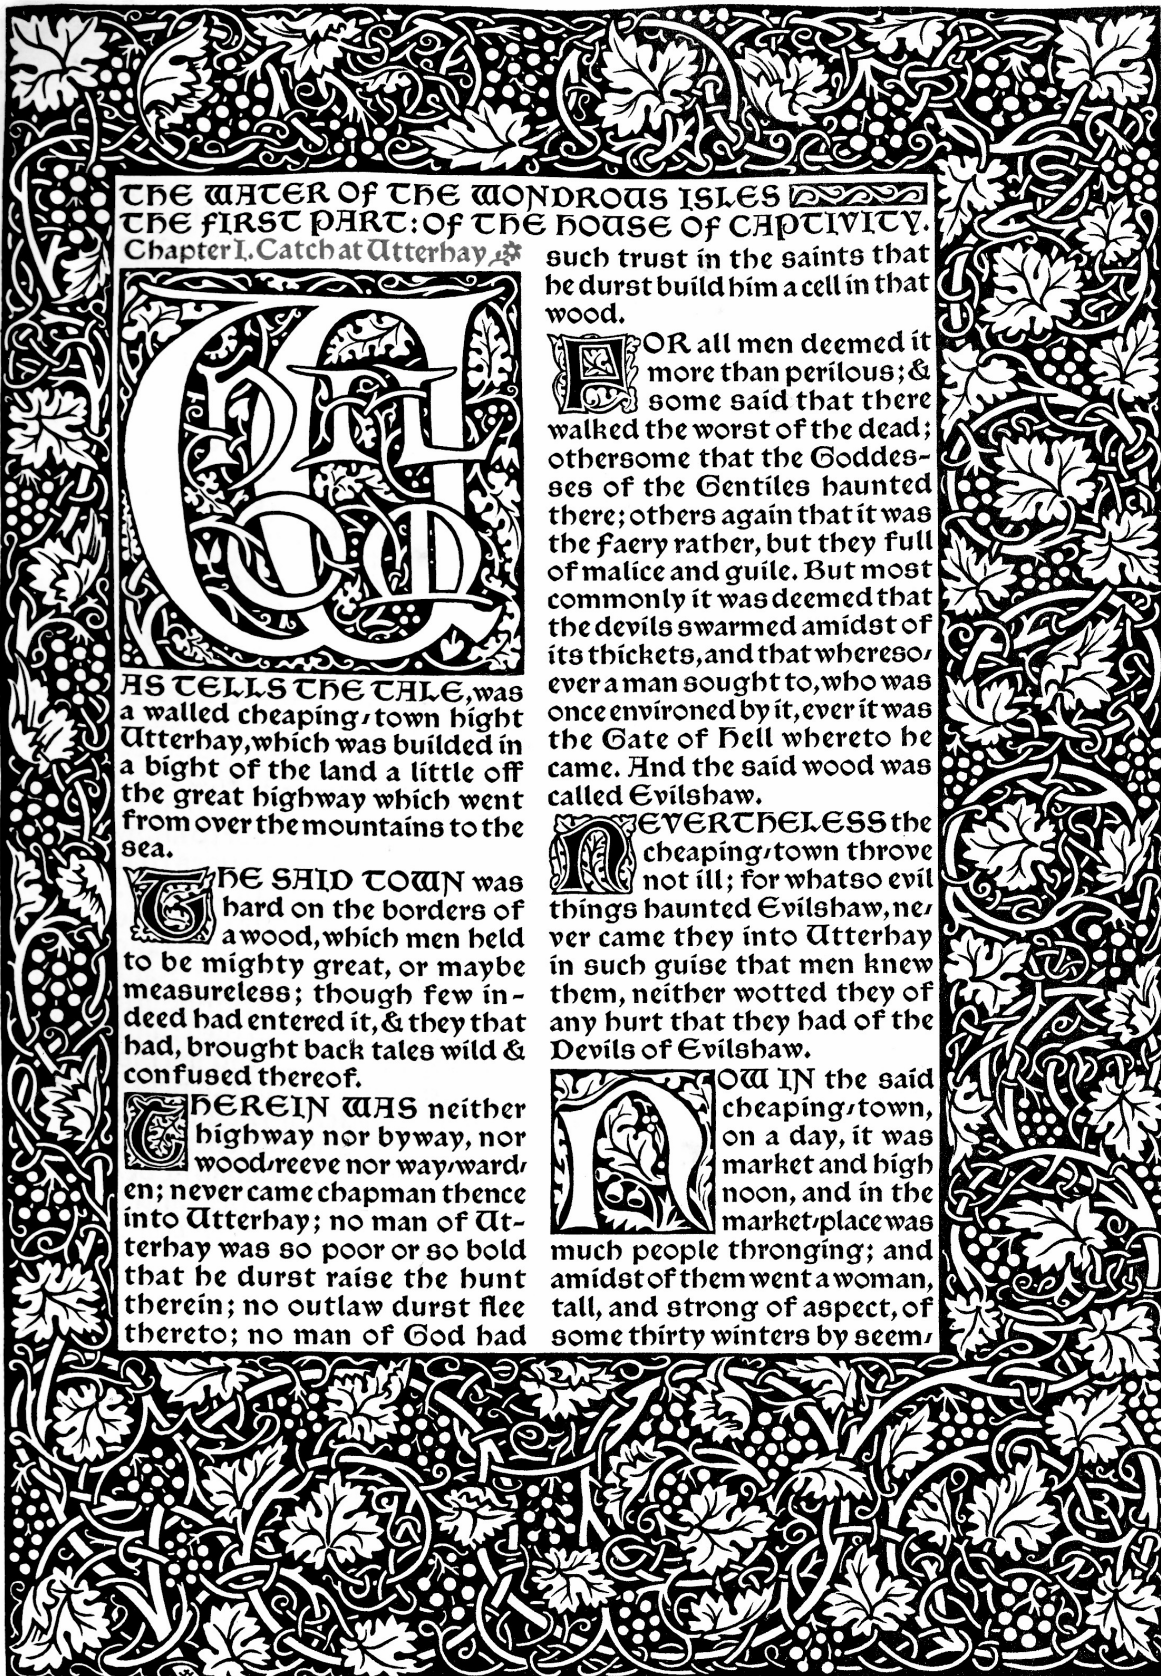 THE WATER OF THE WONDROUS ISLES
THE FIRST PART: OF THE HOUSE OF CAPTIVITY.
Chapter I. Catch at Utterhay
WHILOM
AS TELLS THE TALE, was
a walled cheaping-town hight
Utterhay, which was builded in
a bight of the land a little off
the great highway which went
from over the mountains to the
sea.
THE SAID TOWN was
hard on the borders of
a wood, which men held
to be mighty great, or maybe
measureless; though few in-
deed had entered it, & they that
had, brought back tales wild &
confused thereof.
THEREIN WAS neither
highway nor byway, nor
wood-reeve nor way-ward-
en; never came chapman thence
into Utterhay; no man of Ut-
terhay was so poor or so bold
that he durst raise the hunt
therein; no outlaw durst flee
thereto; no man of God had
such trust in the saints that
he durst build him a cell in that
wood.
FOR all men deemed it
more than perilous; &
some said that there
walked the worst of the dead;
othersome that the Goddes-
ses of the Gentiles haunted
there; others again that it was
the faery rather, but they full
of malice and guile. But most
commonly it was deemed that
the devils swarmed amidst of
its thickets, and that whereso-
ever a man sought to, who was
once environed by it, ever it was
the Gate of Hell whereto he
came. And the said wood was
called Evilshaw.
NEVERTHELESS the
cheaping-town throve
not ill; for whatso evil
things haunted Evilshaw, ne-
ver came they into Utterhay
in such guise that men knew
them, neither wotted they of
any hurt that they had of the
Devils of Evilshaw.
NOW IN the said
cheaping-town,
on a day, it was
market and high
noon, and in the
market-place was
much people thronging; and
amidst of them went a woman,
tall, and strong of aspect, of
some thirty winters by seem-